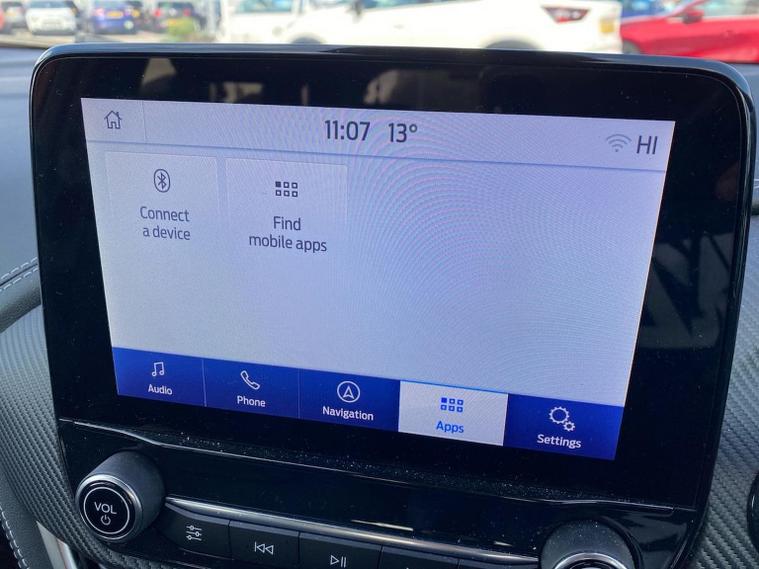 11:07 13° HI
Connect
a device
Find
mobile apps
Audio
Phone
Navigation
Apps
Settings
VOL